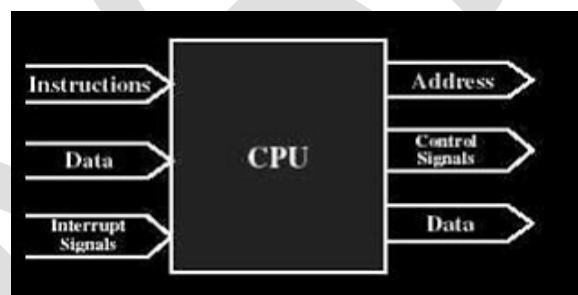 Instructions
Data
Interrupt
Signals
CPU
Address
Control
Signals
Data